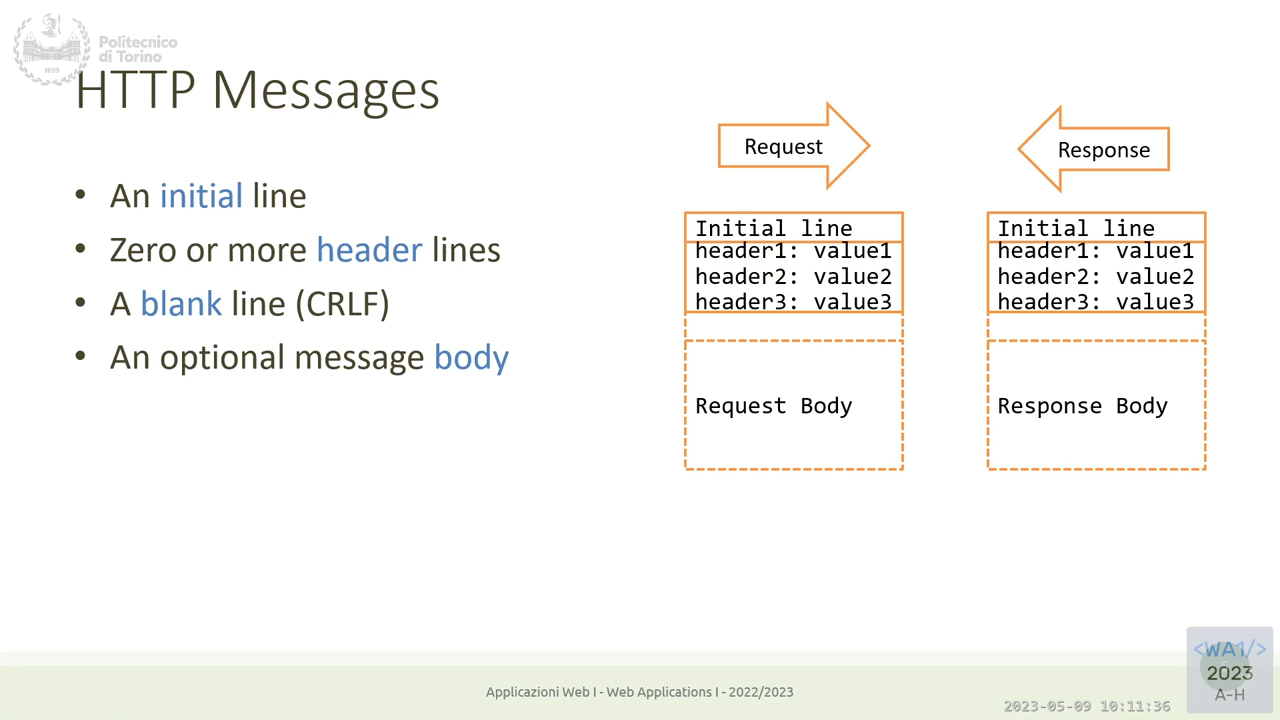 Politecnico
di Torino
1859
HTTP Messages
• An initial line
• Zero or more header lines
• A blank line (CRLF)
• An optional message body
Request
Initial line
header1: value1
header2: value2
header3: value3
Request Body
Response
Initial line
header1: value1
header2: value2
header3: value3
Response Body
Applicazioni Web I - Web Applications I - 2022/2023
2023-05-09 10:11:36
<WA1/>
2023
A-H